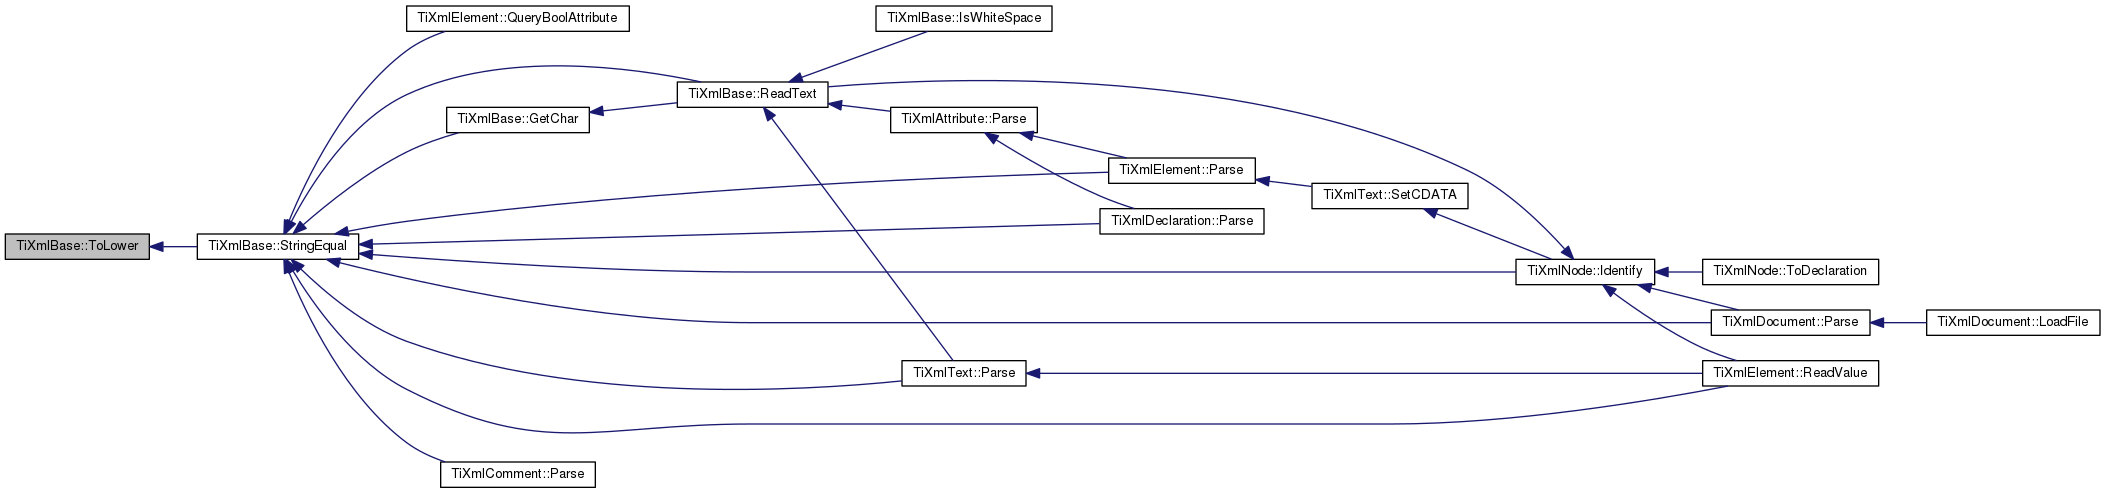 TiXmlElement::QueryBoolAttribute
TiXmlBase::IsWhiteSpace
TiXmlBase::ReadText
TiXmlBase::GetChar
TiXmlAttribute::Parse
TiXmlElement::Parse
TiXmlText::SetCDATA
TiXmlDeclaration::Parse
TiXmlBase::ToLower
TiXmlBase::StringEqual
TiXmlNode::Identify
TiXmlNode::ToDeclaration
TiXmlDocument::Parse
TiXmlDocument::LoadFile
TiXmlText::Parse
TiXmlElement::ReadValue
TiXmlComment::Parse